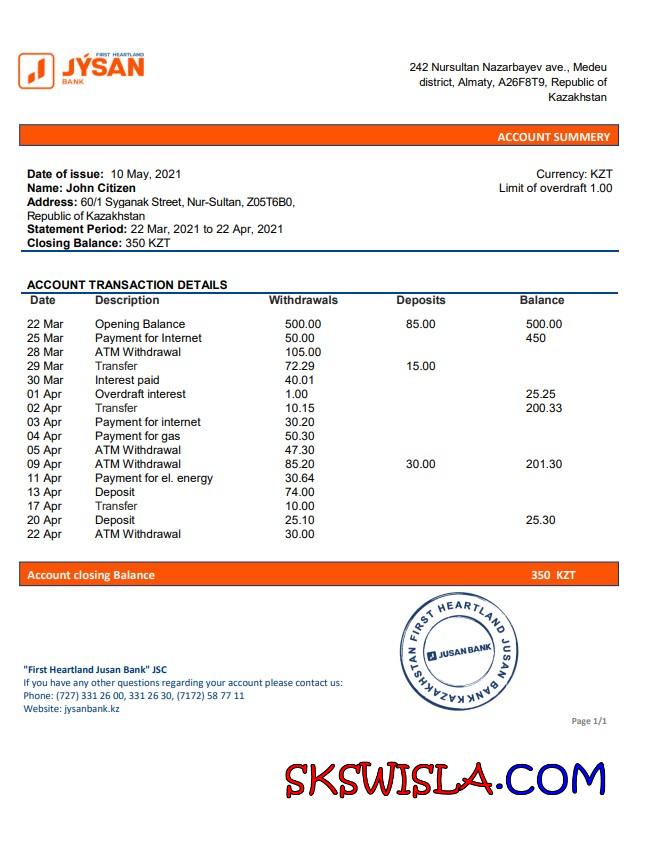 FIRST HEARTLAND
JÝSAN
BANK
242 Nursultan Nazarbayev ave., Medeu
district, Almaty, A26F8T9, Republic of
Kazakhstan
ACCOUNT SUMMERY
Date of issue: 10 May, 2021
Currency: KZT
Name: John Citizen
Limit of overdraft 1.00
Address: 60/1 Syganak Street, Nur-Sultan, Z05T6B0,
Republic of Kazakhstan
Statement Period: 22 Mar, 2021 to 22 Apr, 2021
Closing Balance: 350 KZT
ACCOUNT TRANSACTION DETAILS
Date Description Withdrawals Deposits Balance
22 Mar Opening Balance 500.00 85.00 500.00
25 Mar Payment for Internet 50.00 450
28 Mar ATM Withdrawal 105.00
29 Mar Transfer 72.29 15.00
30 Mar Interest paid 40.01
01 Apr Overdraft interest 1.00 25.25
02 Apr Transfer 10.15 200.33
03 Apr Payment for internet 30.20
04 Apr Payment for gas 50.30
05 Apr ATM Withdrawal 47.30
09 Apr ATM Withdrawal 85.20 30.00 201.30
11 Apr Payment for el. energy 30.64
13 Apr Deposit 74.00
17 Apr Transfer 10.00
20 Apr Deposit 25.10 25.30
22 Apr ATM Withdrawal 30.00
Account closing Balance 350 KZT
FIRST HEARTLAND JUSAN BANK KAZAKHSTAN
JUSAN BANK
"First Heartland Jusan Bank" JSC
If you have any other questions regarding your account please contact us:
Phone: (727) 331 26 00, 331 26 30, (7172) 58 77 11
Website: jysanbank.kz
Page 1/1
SKSWISLA.COM